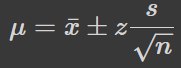 μ = x̄ ± z s/√n